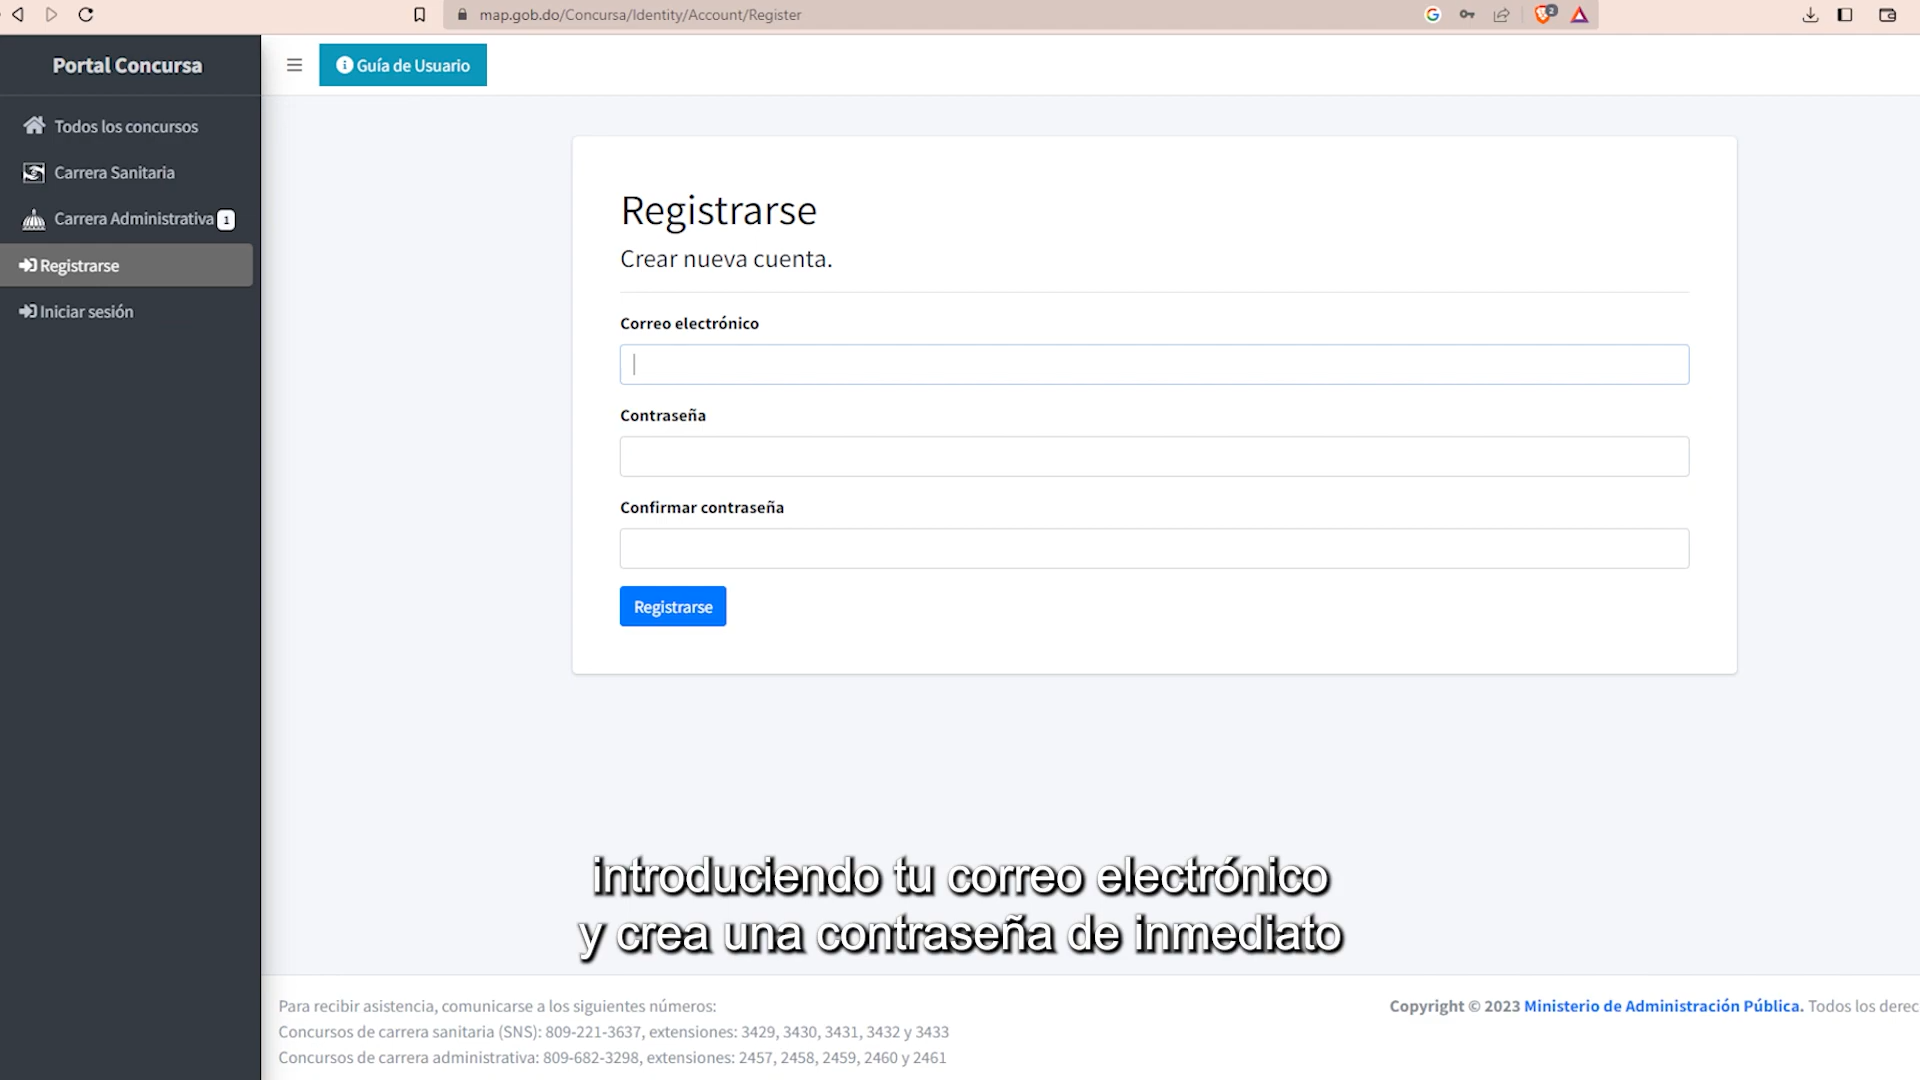 map.gob.do/Concursa/Identity/Account/Register
2
Portal Concursa
Guía de Usuario
Todos los concursos
Carrera Sanitaria
Carrera Administrativa 1
Registrarse
Iniciar sesión
Registrarse
Crear nueva cuenta.
Correo electrónico
Contraseña
Confirmar contraseña
Registrarse
introduciendo tu correo electrónico
y crea una contraseña de inmediato
Para recibir asistencia, comunicarse a los siguientes números:
Concursos de carrera sanitaria (SNS): 809-221-3637, extensiones: 3429, 3430, 3431, 3432 y 3433
Concursos de carrera administrativa: 809-682-3298, extensiones: 2457, 2458, 2459, 2460 y 2461
Copyright © 2023 Ministerio de Administración Pública. Todos los derec